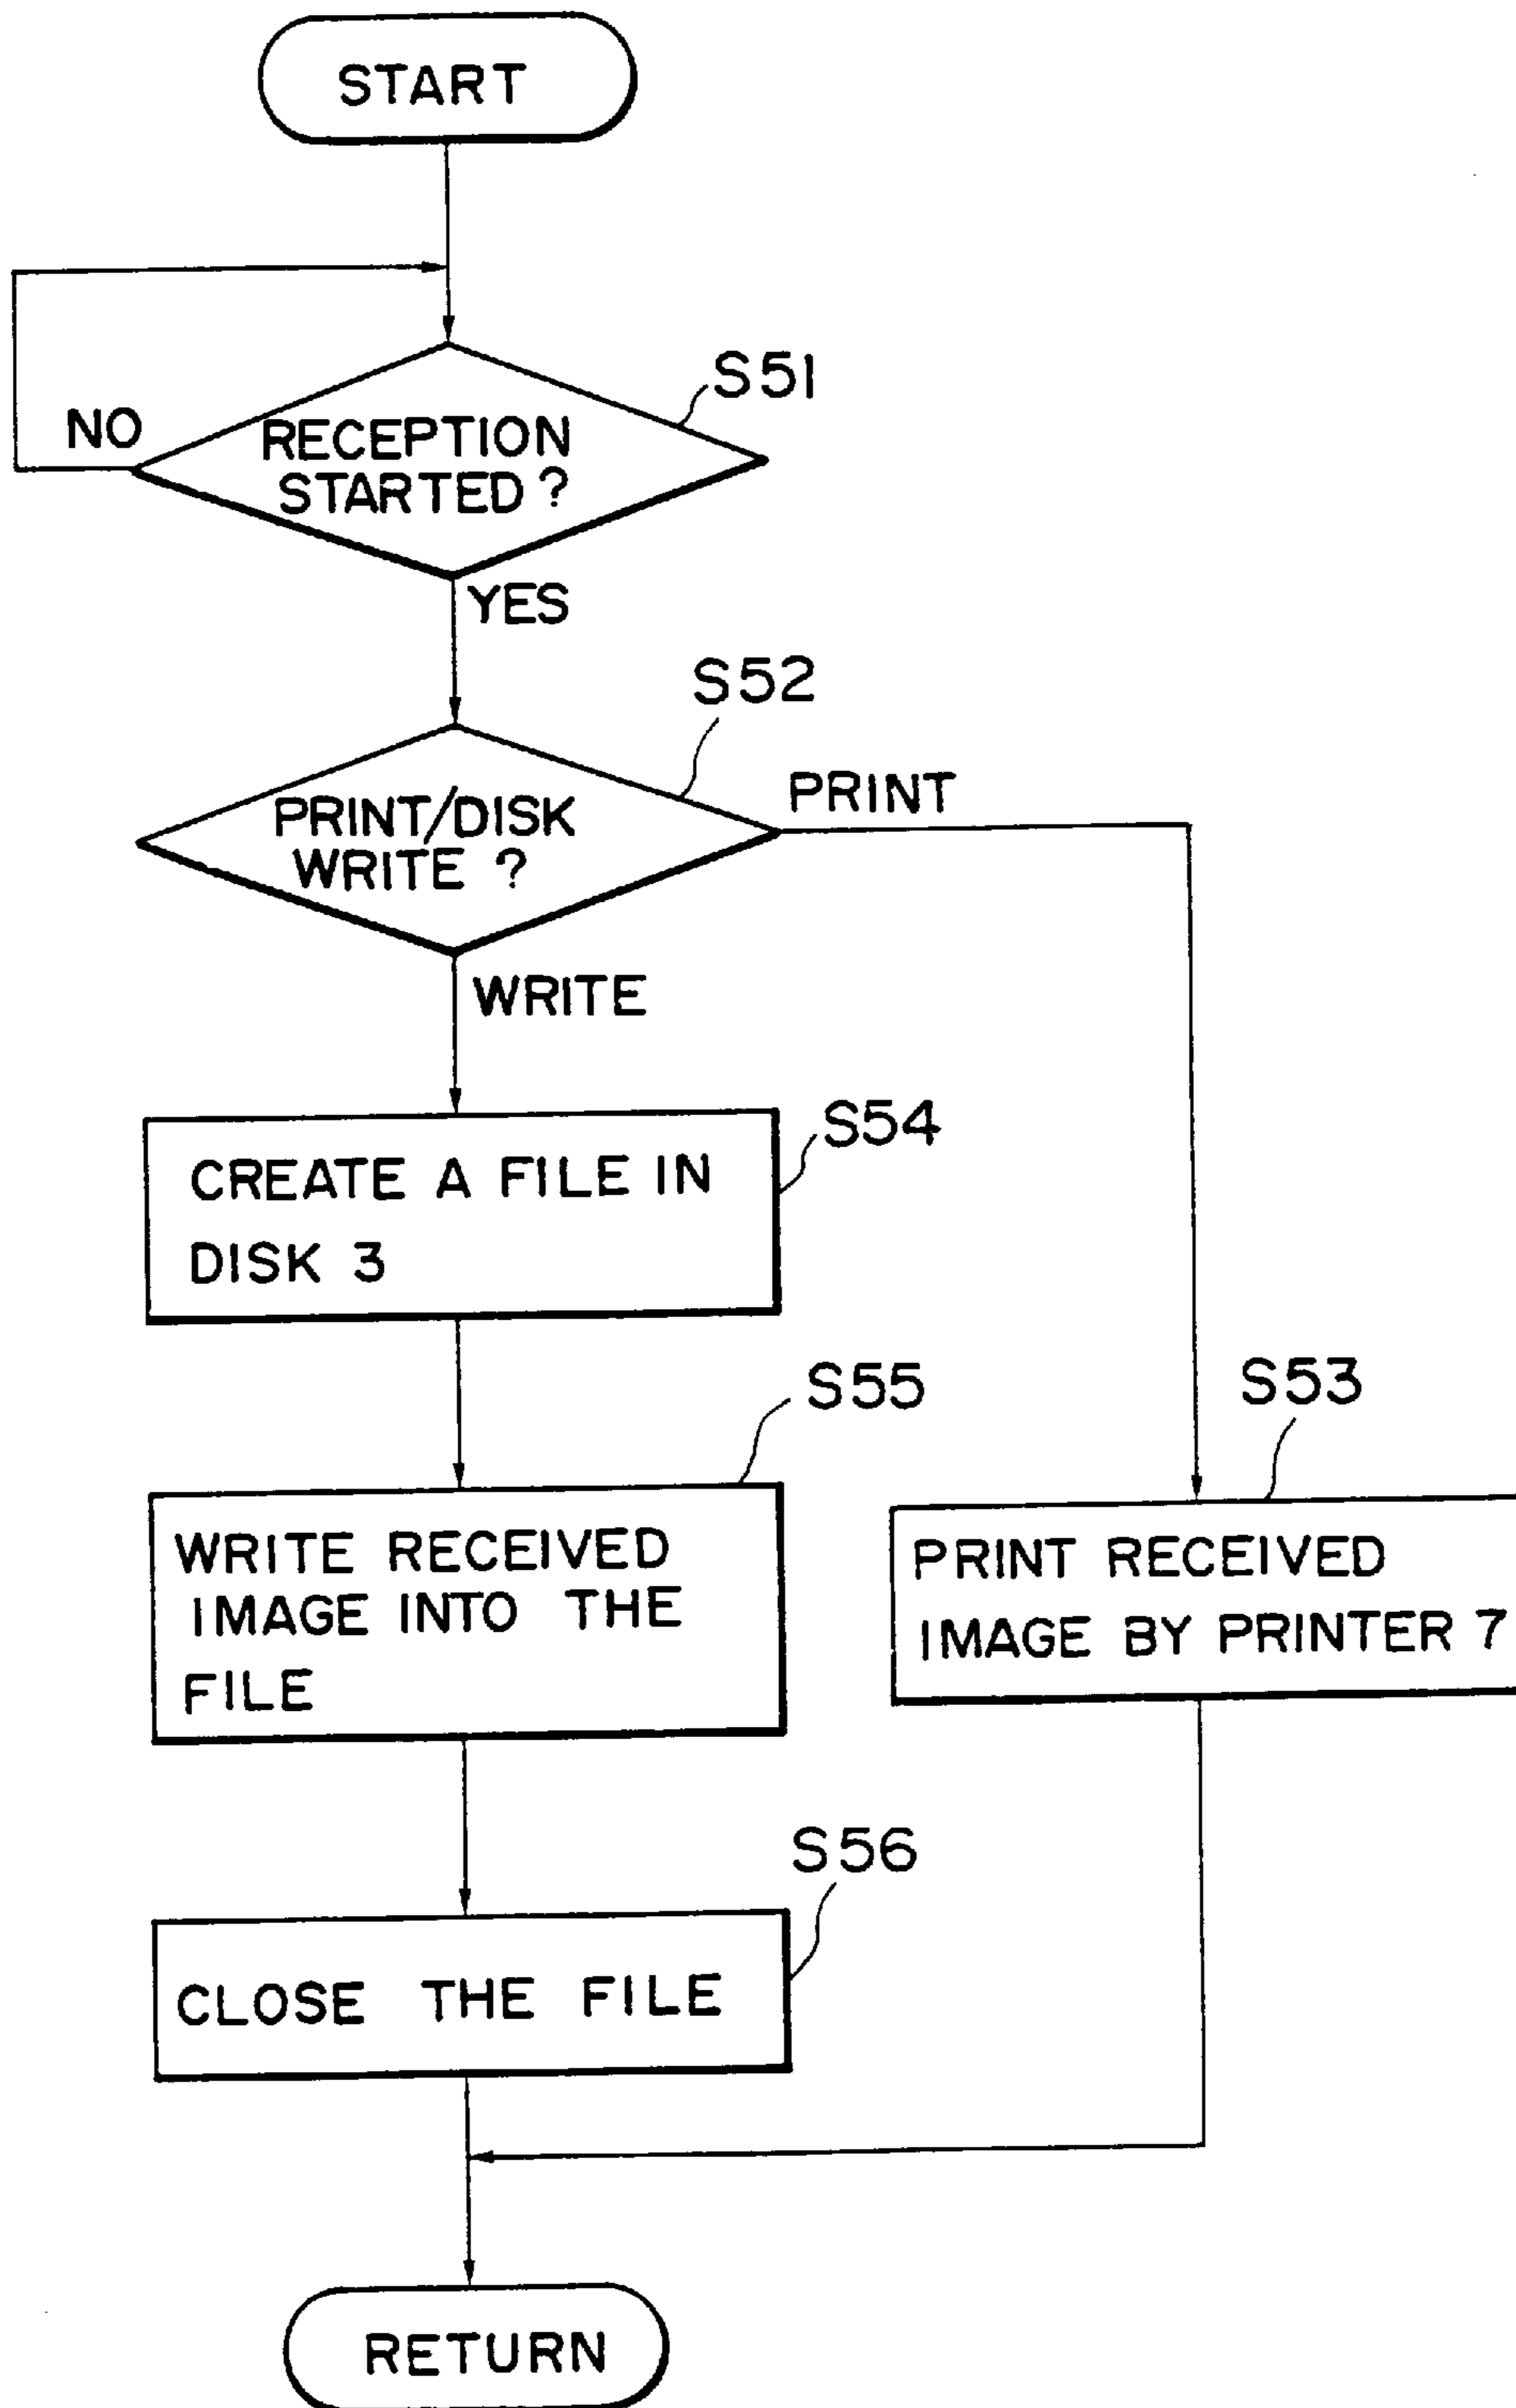 START
S51
NO
RECEPTION
STARTED ?
YES
S52
PRINT
PRINT/DISK
WRITE ?
WRITE
S54
CREATE A FILE IN
DISK 3
S55
S53
WRITE RECEIVED
IMAGE INTO THE
FILE
PRINT RECEIVED
IMAGE BY PRINTER 7
S56
CLOSE THE FILE
RETURN